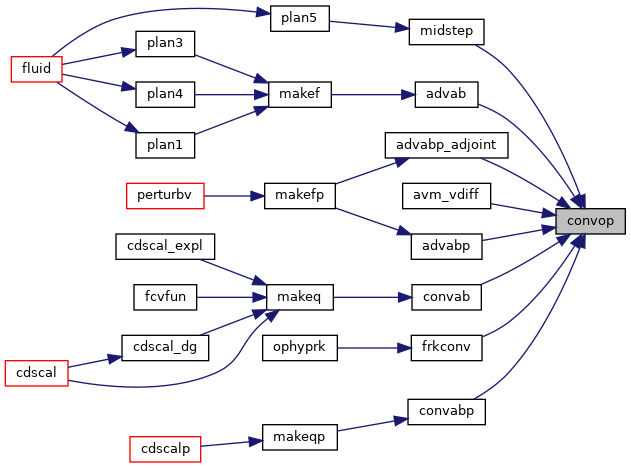 plan5
midstep
plan3
fluid
plan4
makef
advab
plan1
advabp_adjoint
perturbv
makefp
avm_vdiff
convop
cdscal_expl
advabp
fcvfun
makeq
convab
cdscal_dg
ophyprk
frkconv
cdscal
convabp
makeqp
cdscalp